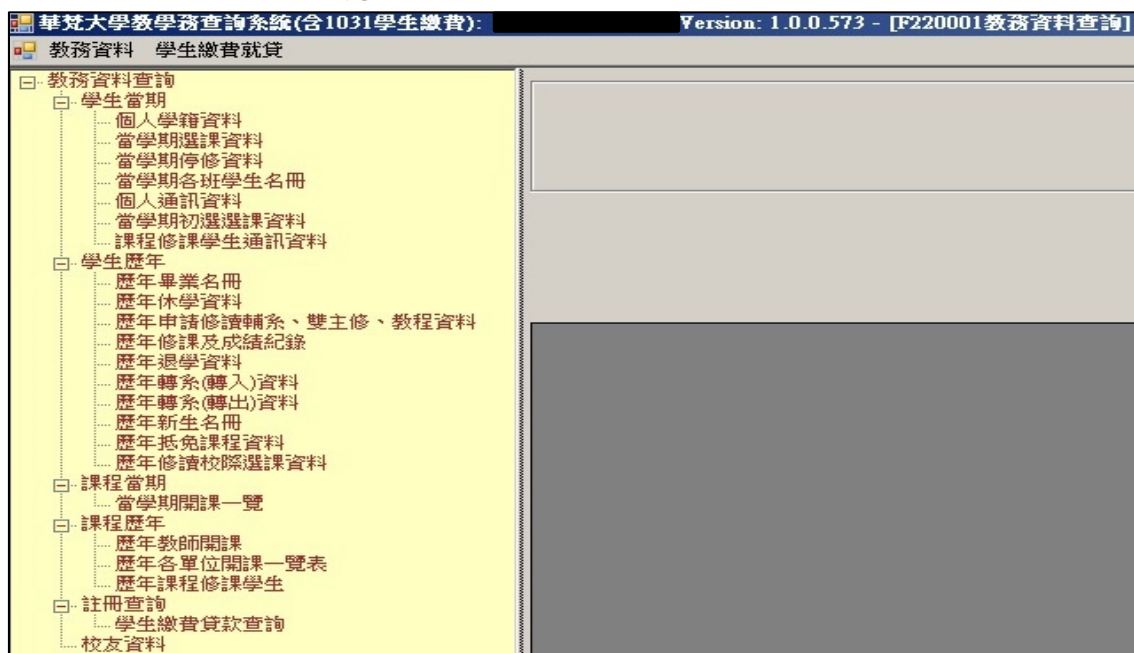 華梵大學教學務查詢系統(含1031學生繳費): Version: 1.0.0.573 - [F220001教務資料查詢]
教務資料 學生繳費就貸
教務資料查詢
學生當期
個人學籍資料
當學期選課資料
當學期停修資料
當學期各班學生名冊
個人通訊資料
當學期初選選課資料
課程修課學生通訊資料
學生歷年
歷年畢業名冊
歷年休學資料
歷年申請修讀輔系、雙主修、教程資料
歷年修課及成績紀錄
歷年退學資料
歷年轉系(轉入)資料
歷年轉系(轉出)資料
歷年新生名冊
歷年抵免課程資料
歷年修讀校際選課資料
課程當期
當學期開課一覽
課程歷年
歷年教師開課
歷年各單位開課一覽表
歷年課程修課學生
註冊查詢
學生繳費貸款查詢
校友資料